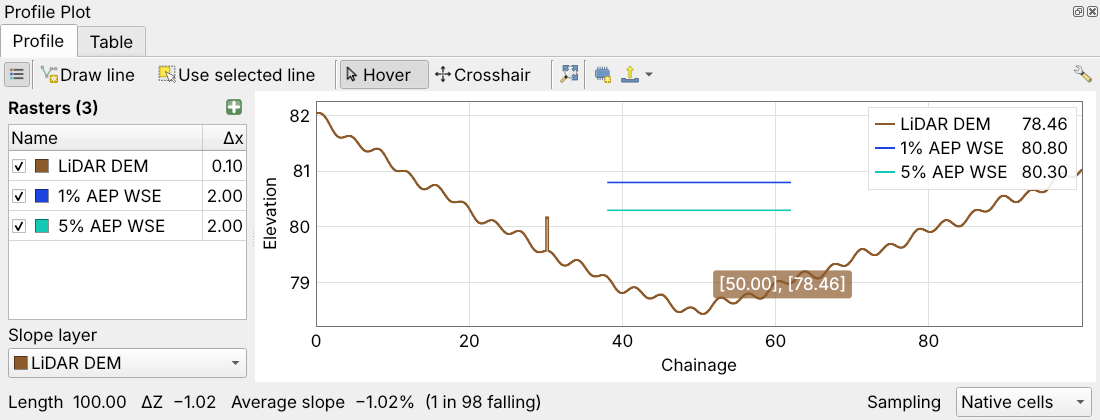 Profile Plot
Profile Table
Draw line Use selected line Hover Crosshair
Rasters (3)
Name Δx
LiDAR DEM 0.10
1% AEP WSE 2.00
5% AEP WSE 2.00
Slope layer
LiDAR DEM
82
81
80
79
Elevation
0 20 40 60 80
Chainage
LiDAR DEM 78.46
1% AEP WSE 80.80
5% AEP WSE 80.30
[50.00], [78.46]
Length 100.00 ΔZ −1.02 Average slope −1.02% (1 in 98 falling)
Sampling Native cells